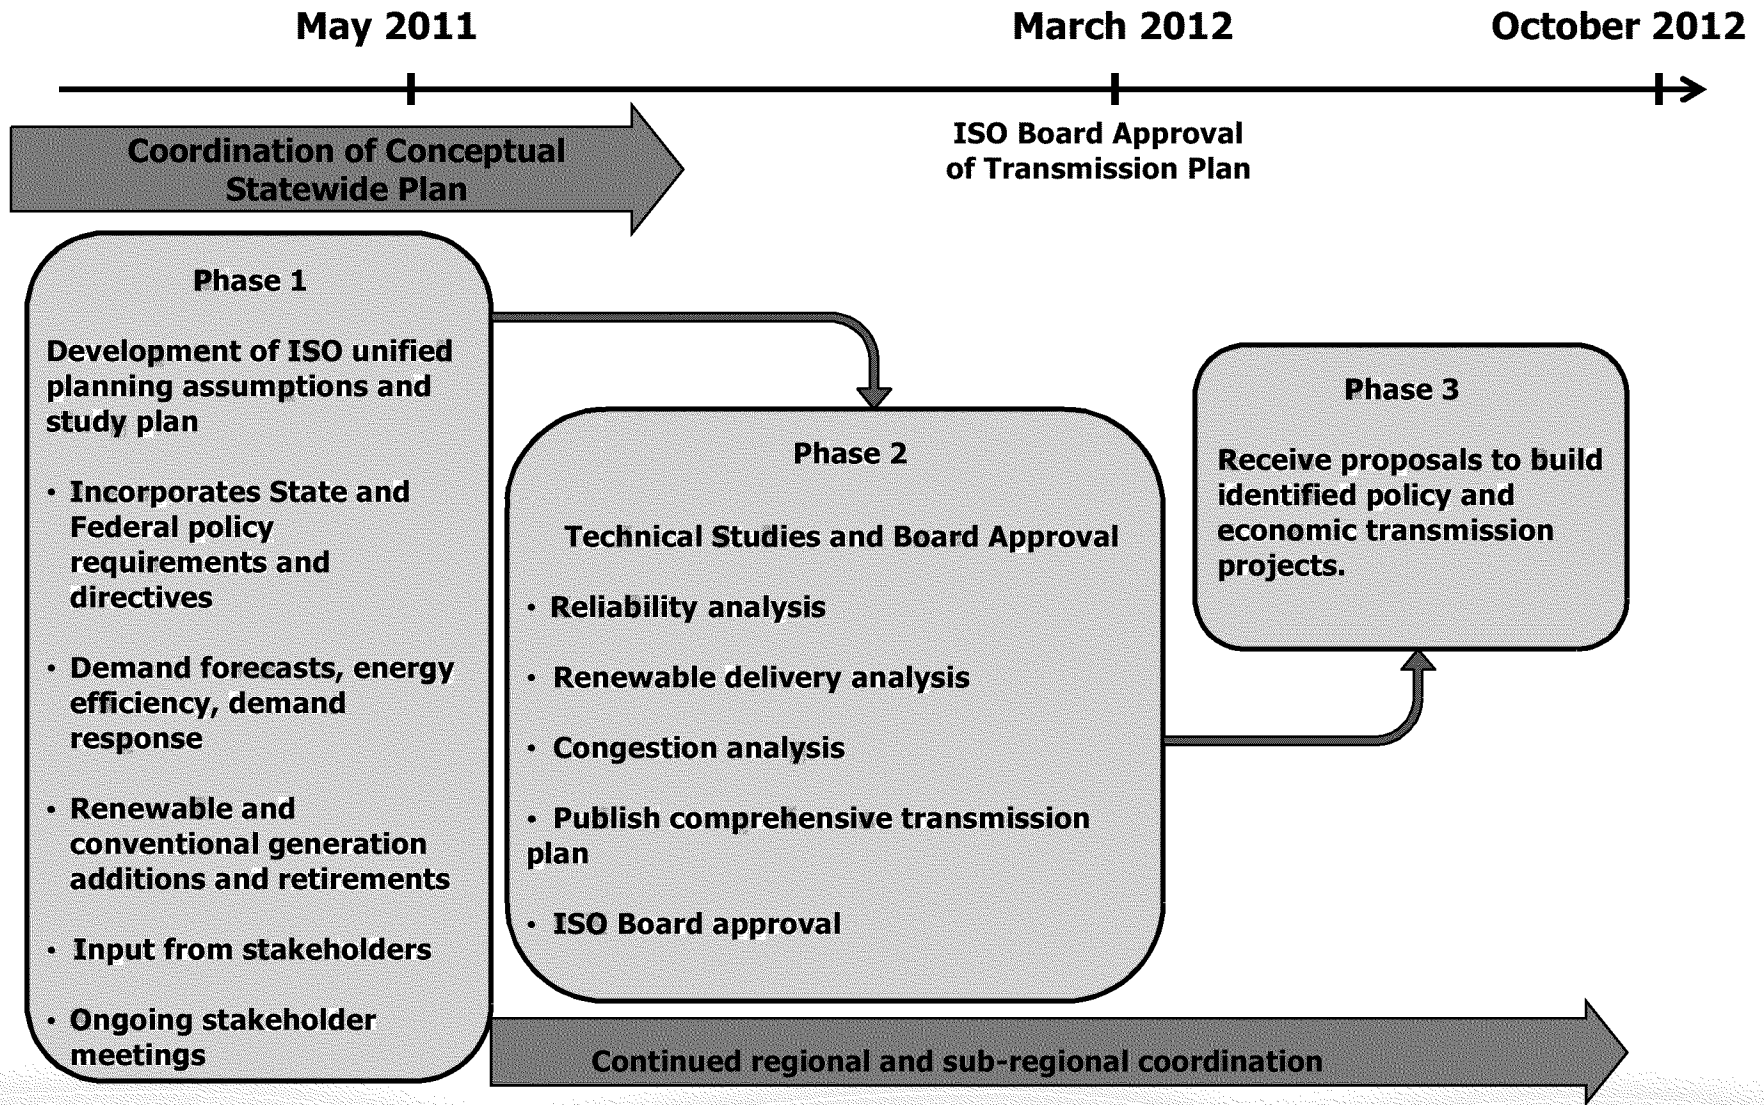 May 2011
March 2012
October 2012
ISO Board Approval
of Transmission Plan
Coordination of Conceptual
Statewide Plan
Phase 1
Development of ISO unified
planning assumptions and
study plan
• Incorporates State and
Federal policy
requirements and
directives
• Demand forecasts, energy
efficiency, demand
response
• Renewable and
conventional generation
additions and retirements
• Input from stakeholders
• Ongoing stakeholder
meetings
Phase 2
Technical Studies and Board Approval
• Reliability analysis
• Renewable delivery analysis
• Congestion analysis
• Publish comprehensive transmission
plan
• ISO Board approval
Phase 3
Receive proposals to build
identified policy and
economic transmission
projects.
Continued regional and sub-regional coordination